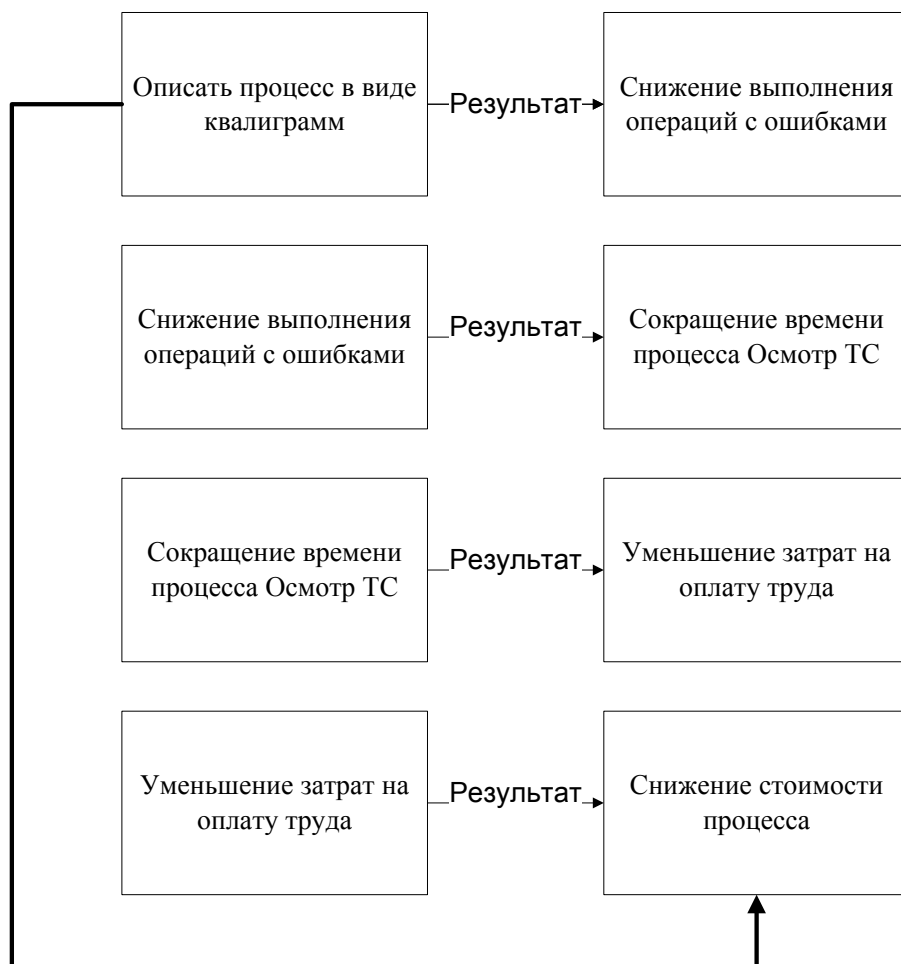 Описать процесс в виде
квалиграмм
Результат
Снижение выполнения
операций с ошибками
Снижение выполнения
операций с ошибками
Результат
Сокращение времени
процесса Осмотр ТС
Сокращение времени
процесса Осмотр ТС
Результат
Уменьшение затрат на
оплату труда
Уменьшение затрат на
оплату труда
Результат
Снижение стоимости
процесса